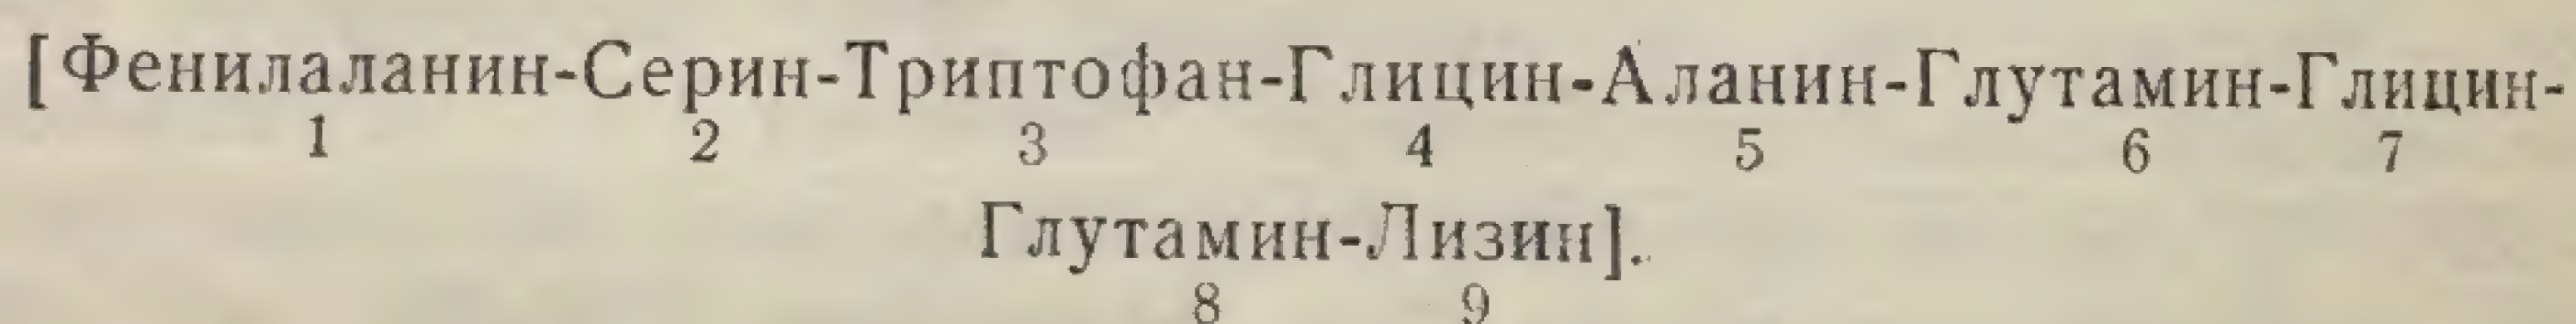 [Фенилаланин-Серин-Триптофан-Глицин-Аланин-Глутамин-Глицин-
1 2 3 4 5 6 7
Глутамин-Лизин].
8 9